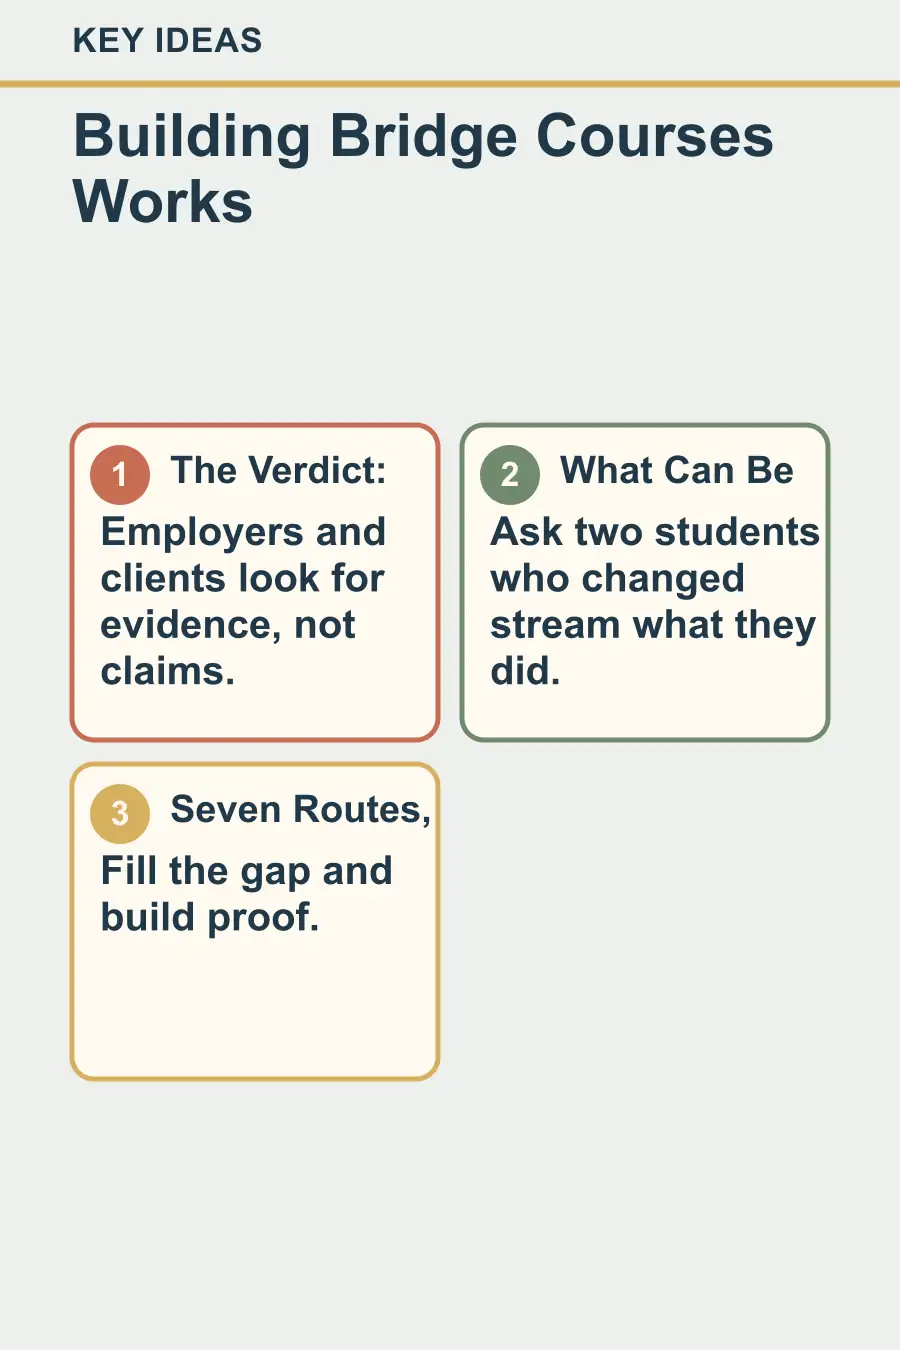 KEY IDEAS
Building Bridge Courses
Works
1 The Verdict:
Employers and
clients look for
evidence, not
claims.
2 What Can Be
Ask two students
who changed
stream what they
did.
3 Seven Routes,
Fill the gap and
build proof.